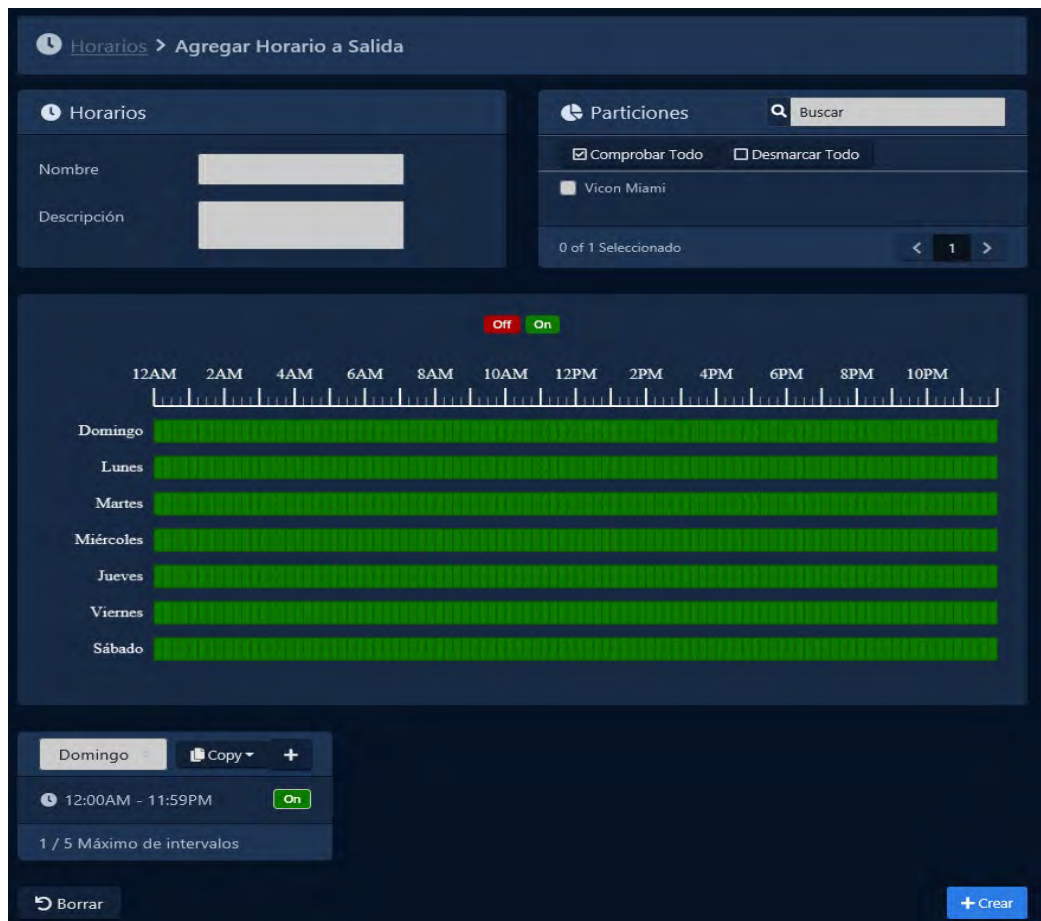 Horarios > Agregar Horario a Salida
Horarios
Nombre
Descripción
Particiones
Buscar
Comprobar Todo Desmarcar Todo
Vicon Miami
0 of 1 Seleccionado
< 1 >
Off On
12AM 2AM 4AM 6AM 8AM 10AM 12PM 2PM 4PM 6PM 8PM 10PM
Domingo
Lunes
Martes
Miércoles
Jueves
Viernes
Sábado
Domingo Copy +
12:00AM - 11:59PM On
1 / 5 Máximo de intervalos
Borrar
+ Crear